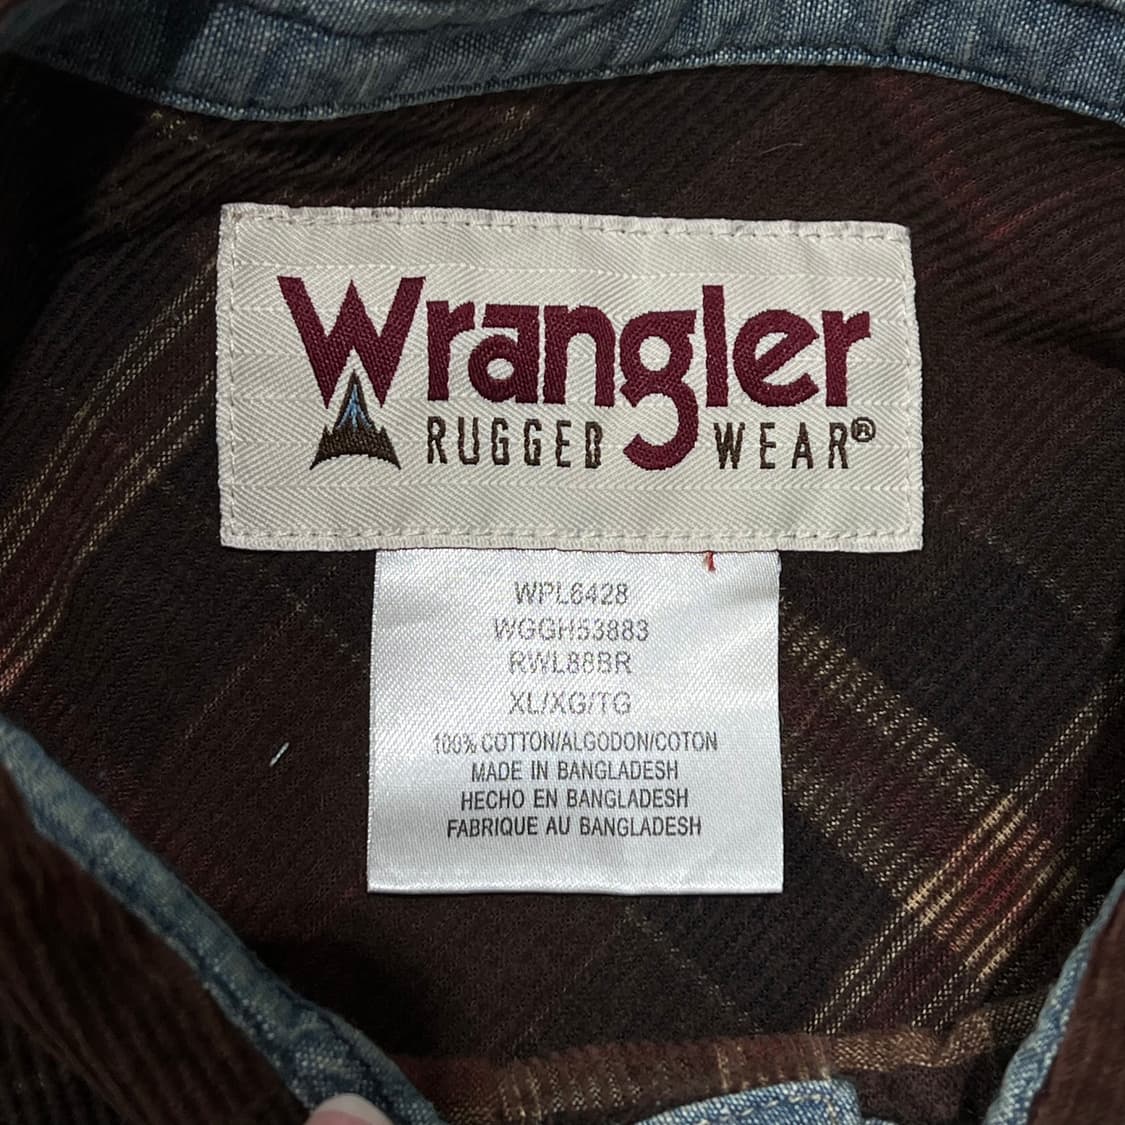 Wrangler
RUGGED WEAR®
WPL6428
WGGH53883
RWL88BR
XL/XG/TG
100% COTTON/ALGODON/COTON
MADE IN BANGLADESH
HECHO EN BANGLADESH
FABRIQUE AU BANGLADESH